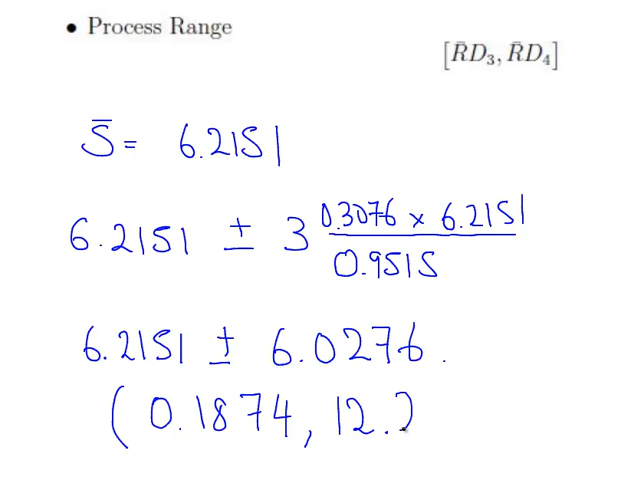 • Process Range
[R̄D₃, R̄D₄]
S̄ = 6.2151
6.2151 ± 3 0.3076 × 6.2151
0.9515
6.2151 ± 6.0276.
(0.1874, 12.2